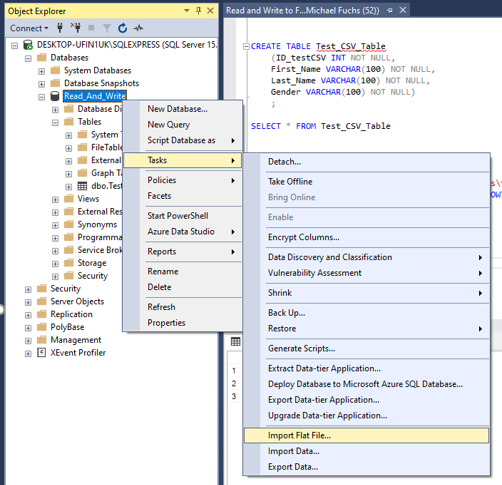 Object Explorer
Read and Write to F...Michael Fuchs (52))
Connect
DESKTOP-UFIN1UK\SQLEXPRESS (SQL Server 15.
Databases
System Databases
Database Snapshots
Read_And_Write
Database Di
Tables
System T
FileTable
External
Graph Ta
dbo.Test
Views
External Res
Synonyms
Programma
Service Brok
Storage
Security
Security
Server Objects
Replication
PolyBase
Management
XEvent Profiler
New Database...
New Query
Script Database as
Tasks
Policies
Facets
Start PowerShell
Azure Data Studio
Reports
Rename
Delete
Refresh
Properties
CREATE TABLE Test_CSV_Table
(ID_testCSV INT NOT NULL,
First_Name VARCHAR(100) NOT NULL,
Last_Name VARCHAR(100) NOT NULL,
Gender VARCHAR(100) NOT NULL)
;
SELECT * FROM Test_CSV_Table
Detach...
Take Offline
Bring Online
Enable
Encrypt Columns...
Data Discovery and Classification
Vulnerability Assessment
Shrink
Back Up...
Restore
Generate Scripts...
Extract Data-tier Application...
Deploy Database to Microsoft Azure SQL Database...
Export Data-tier Application...
Upgrade Data-tier Application...
Import Flat File...
Import Data...
Export Data...
1
2
3